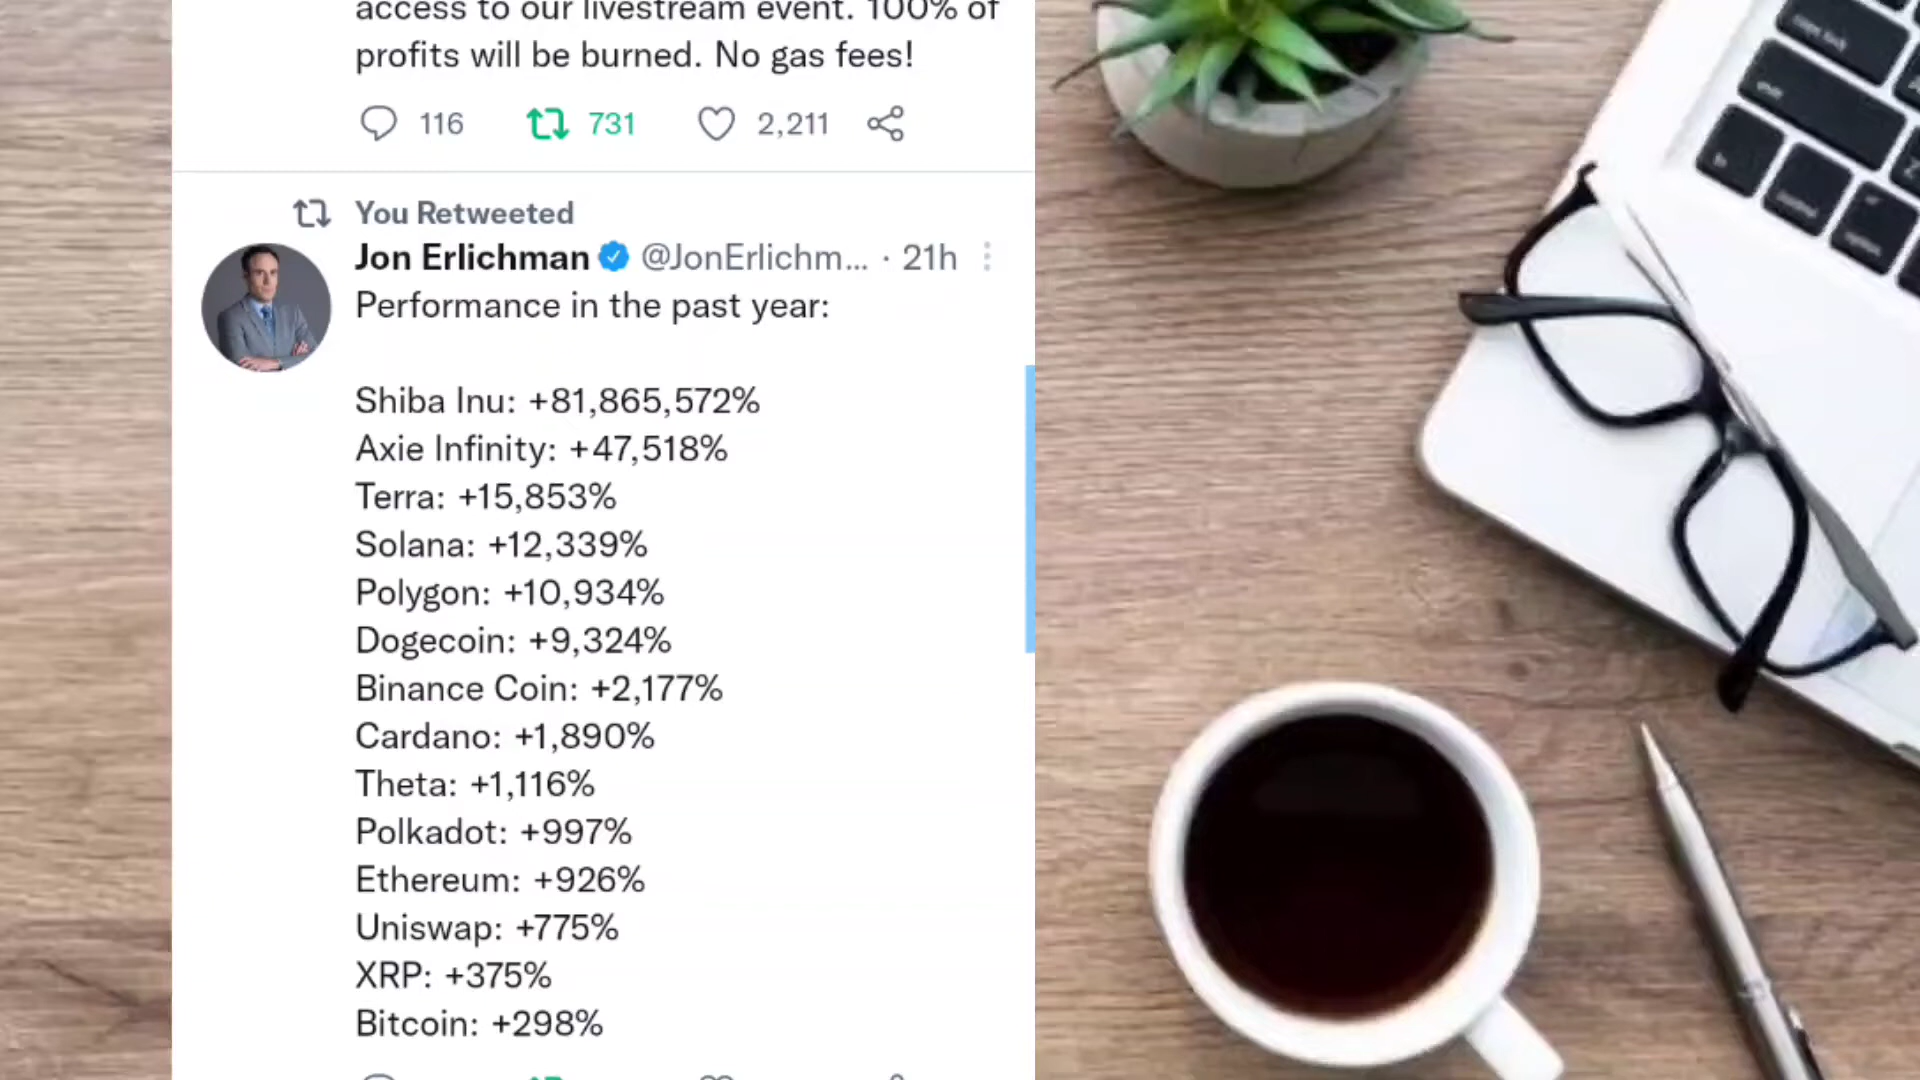 access to our livestream event. 100% of
profits will be burned. No gas fees!
116 731 2,211
You Retweeted
Jon Erlichman @JonErlichm... · 21h
Performance in the past year:
Shiba Inu: +81,865,572%
Axie Infinity: +47,518%
Terra: +15,853%
Solana: +12,339%
Polygon: +10,934%
Dogecoin: +9,324%
Binance Coin: +2,177%
Cardano: +1,890%
Theta: +1,116%
Polkadot: +997%
Ethereum: +926%
Uniswap: +775%
XRP: +375%
Bitcoin: +298%